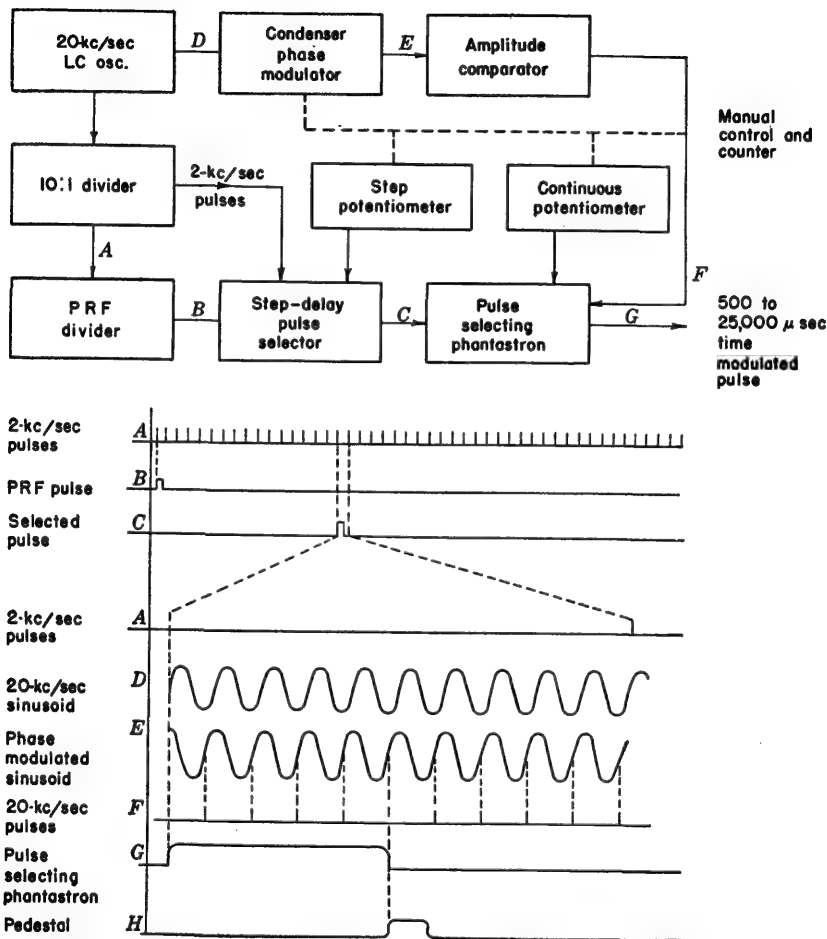 20-kc/sec
LC osc.
D
Condenser
phase
modulator
E
Amplitude
comparator
Manual
control and
counter
10:1 divider
2-kc/sec
pulses
Step
potentiometer
Continuous
potentiometer
A
F
PRF
divider
B
Step-delay
pulse
selector
C
Pulse
selecting
phantastron
G
500 to
25,000 μ sec
time
modulated
pulse
2-kc/sec
pulses
A
PRF pulse
B
Selected
pulse
C
2-kc/sec
pulses
A
20-kc/sec
sinusoid
D
Phase
modulated
sinusoid
E
20-kc/sec
pulses
F
Pulse
selecting
phantastron
G
Pedestal
H